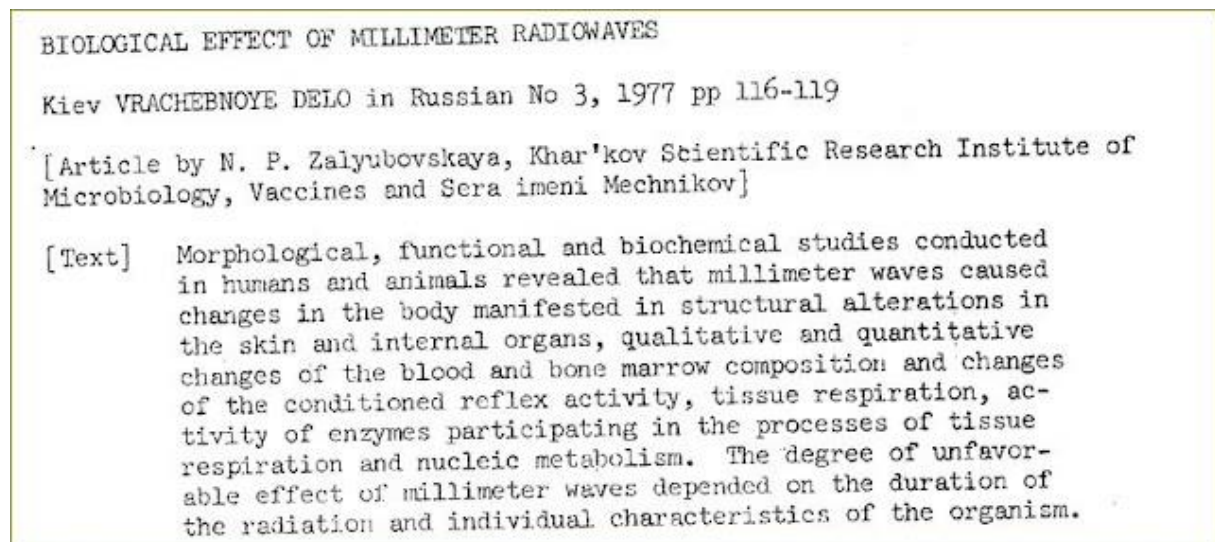 BIOLOGICAL EFFECT OF MILLIMETER RADIOWAVES
Kiev VRACHEBNOYE DELO in Russian No 3, 1977 pp 116-119
[Article by N. P. Zalyubovskaya, Khar'kov Scientific Research Institute of
Microbiology, Vaccines and Sera imeni Mechnikov]
[Text] Morphological, functional and biochemical studies conducted
in humans and animals revealed that millimeter waves caused
changes in the body manifested in structural alterations in
the skin and internal organs, qualitative and quantitative
changes of the blood and bone marrow composition and changes
of the conditioned reflex activity, tissue respiration, ac-
tivity of enzymes participating in the processes of tissue
respiration and nucleic metabolism. The degree of unfavor-
able effect of millimeter waves depended on the duration of
the radiation and individual characteristics of the organism.